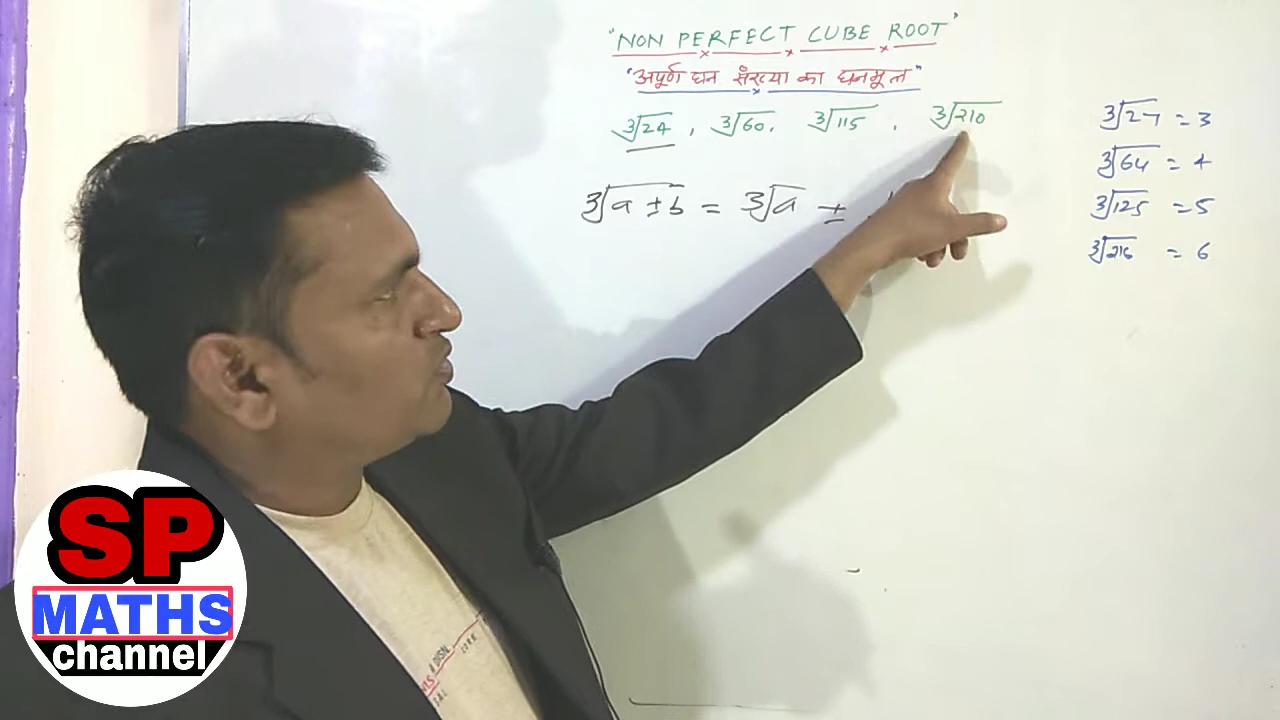 "NON PERFECT CUBE ROOT"
"अपूर्ण घन संख्या का घनमूल"
∛24 , ∛60, ∛115 , ∛210
∛a ± b = ∛a ±
∛27 = 3
∛64 = 4
∛125 = 5
∛216 = 6
SP
MATHS
channel